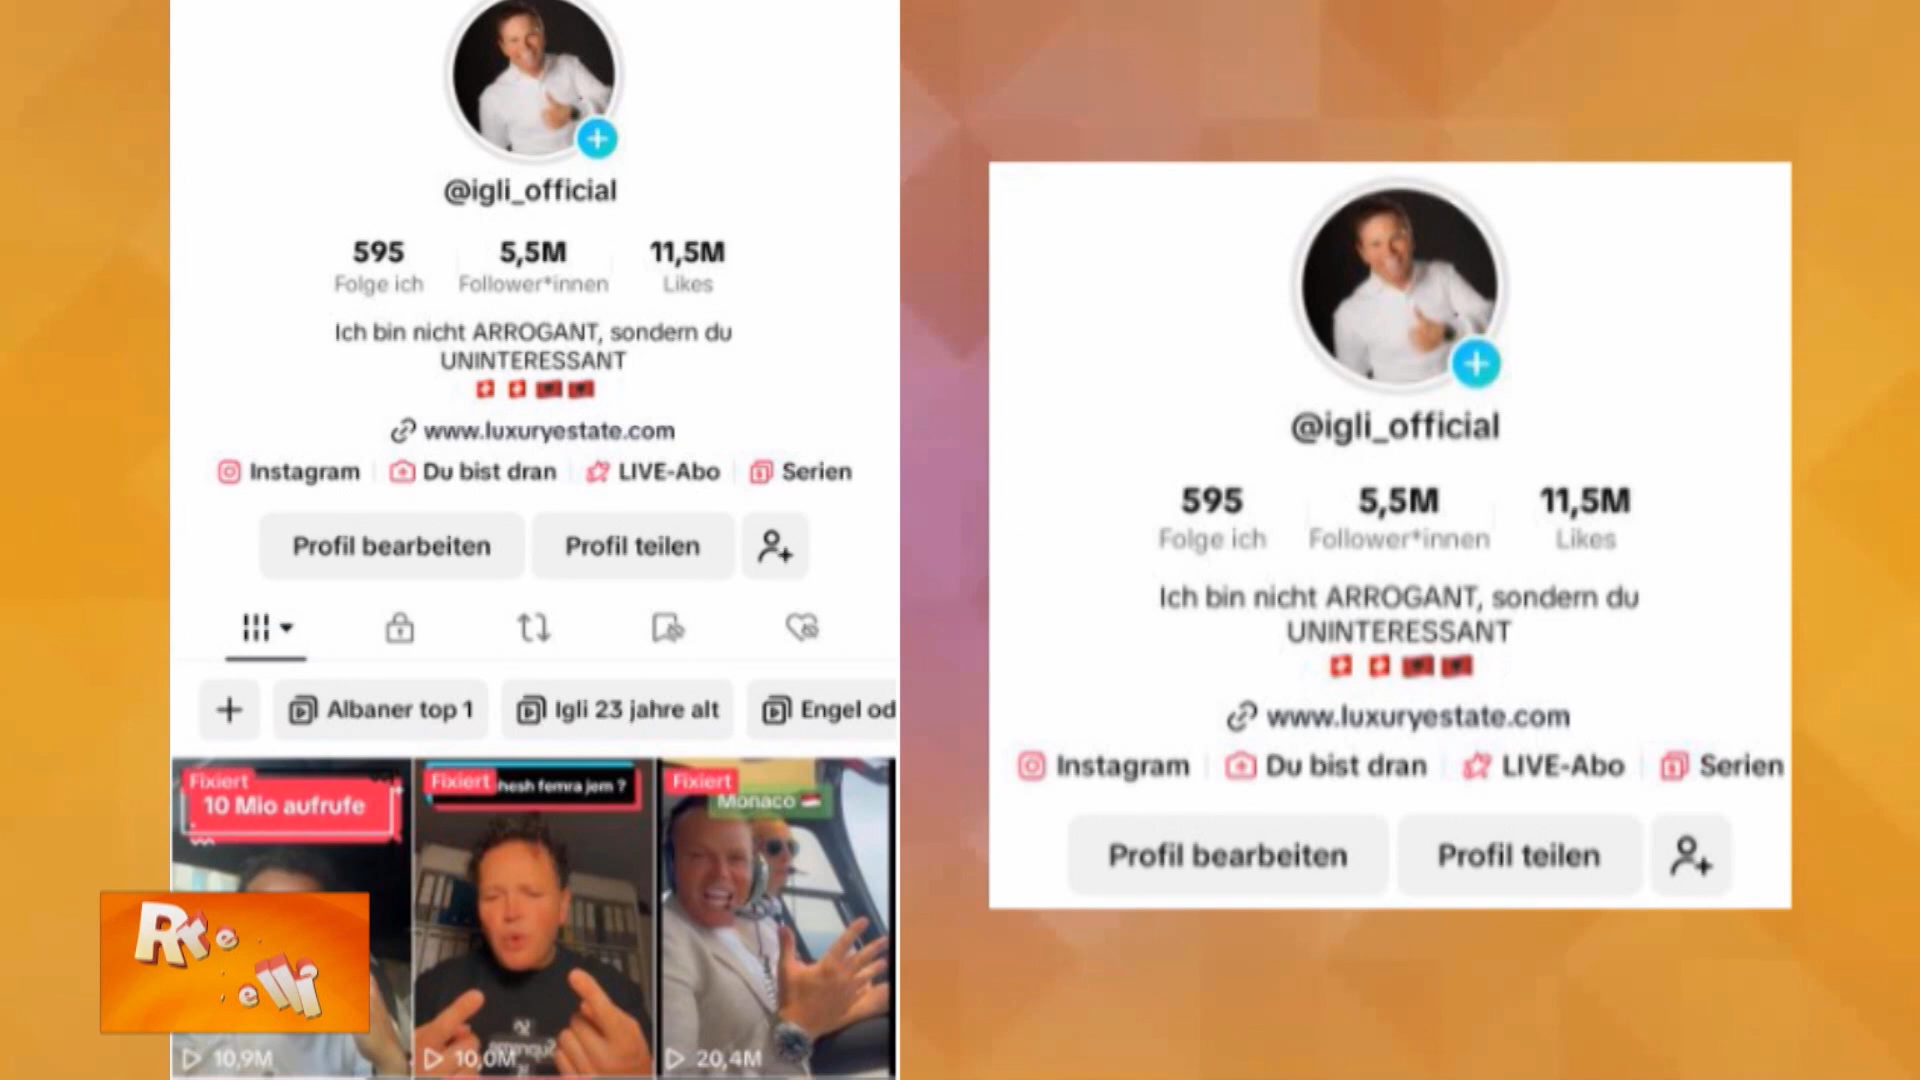 @igli_official
595 5,5M 11,5M
Folge ich Follower*innen Likes
Ich bin nicht ARROGANT, sondern du
UNINTERESSANT
www.luxuryestate.com
Instagram Du bist dran LIVE-Abo Serien
Profil bearbeiten Profil teilen
Albaner top 1 Igli 23 jahre alt Engel od
Fixiert Fixiert Fixiert
10 Mio aufrufe hesh femra jem ? Monaco
10,9M 10,0M 20,4M
@igli_official
595 5,5M 11,5M
Folge ich Follower*innen Likes
Ich bin nicht ARROGANT, sondern du
UNINTERESSANT
www.luxuryestate.com
Instagram Du bist dran LIVE-Abo Serien
Profil bearbeiten Profil teilen